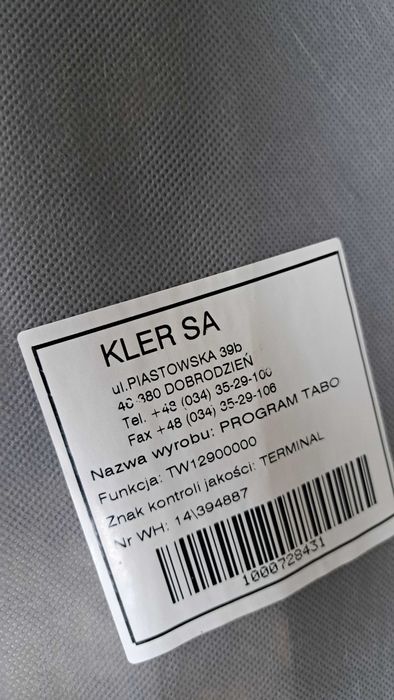 KLER SA
ul.PIASTOWSKA 39b
46-380 DOBRODZIEŃ
Tel. +48 (034) 35-29-100
Fax +48 (034) 35-29-106
Nazwa wyrobu: PROGRAM TABO
Funkcja: TW12900000
Znak kontroli jakości: TERMINAL
Nr WH: 14\394887
1000728431